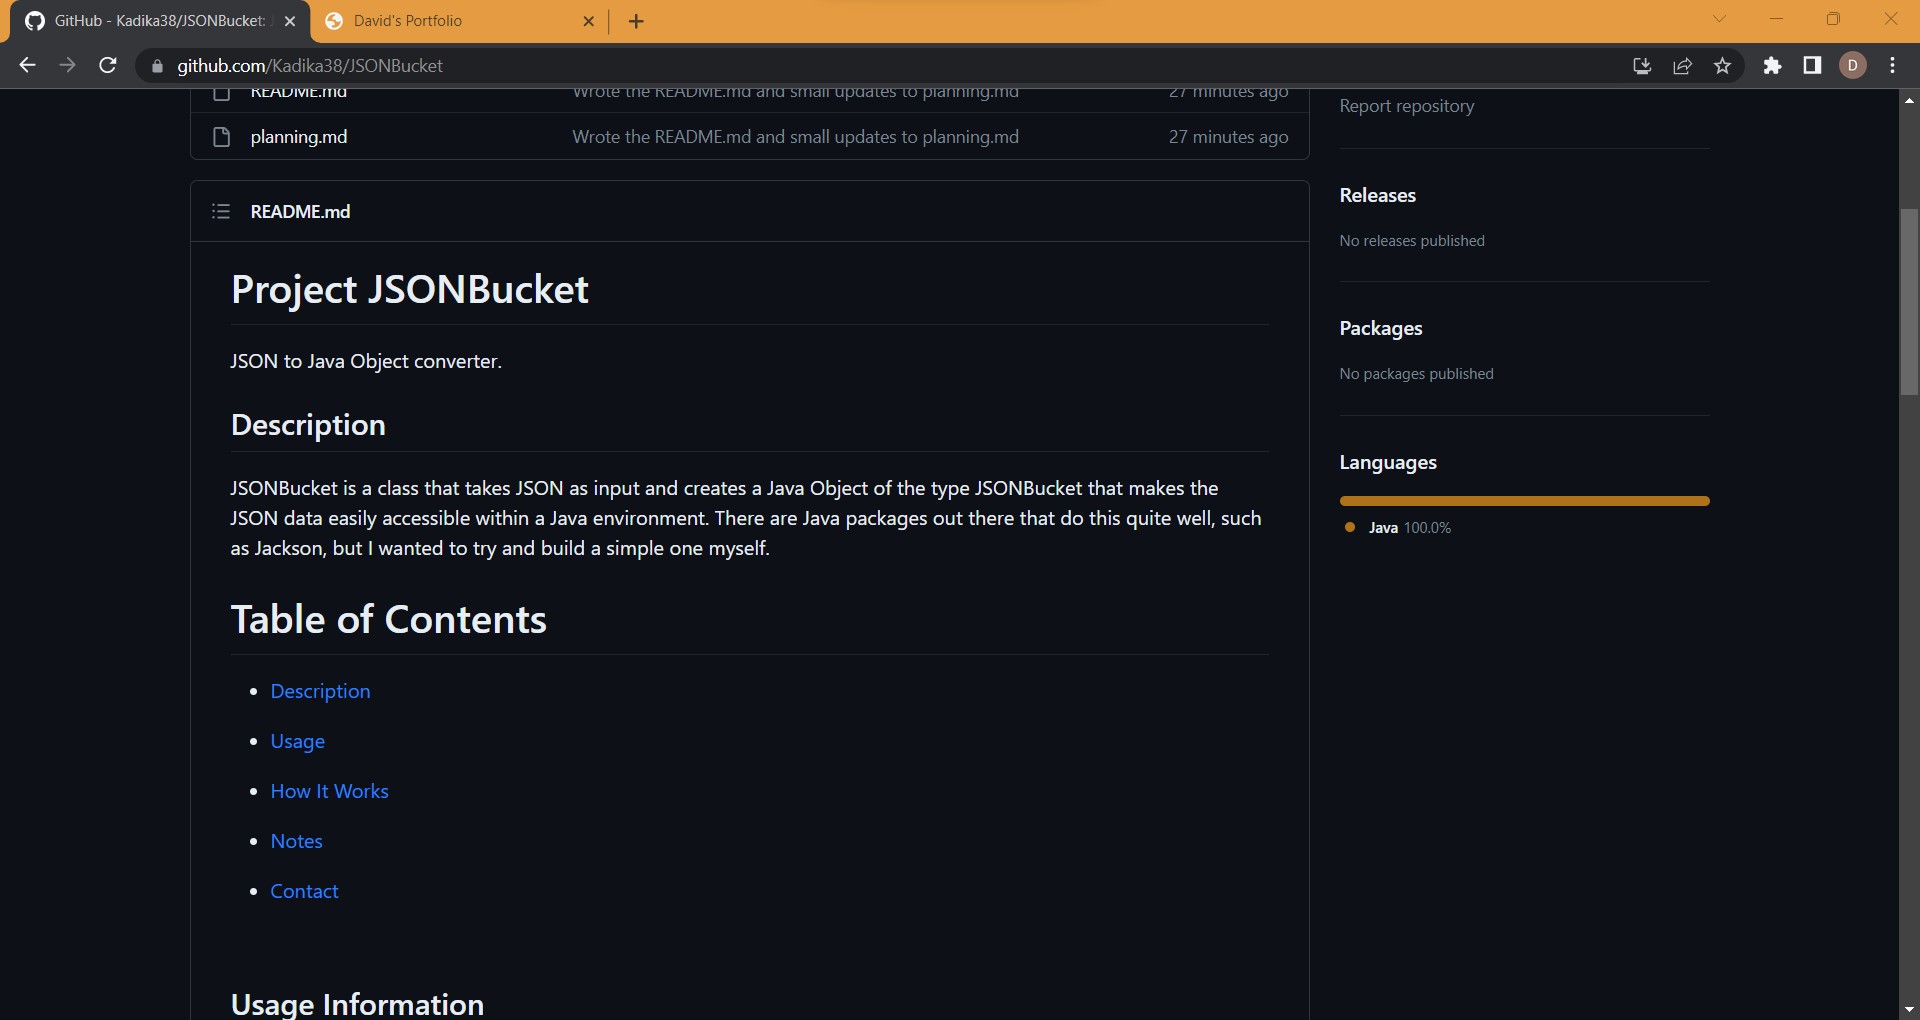 GitHub - Kadika38/JSONBucket:
David's Portfolio
github.com/Kadika38/JSONBucket
D
README.md
Wrote the README.md and small updates to planning.md
27 minutes ago
planning.md
Wrote the README.md and small updates to planning.md
27 minutes ago
README.md
Project JSONBucket
JSON to Java Object converter.
Description
JSONBucket is a class that takes JSON as input and creates a Java Object of the type JSONBucket that makes the
JSON data easily accessible within a Java environment. There are Java packages out there that do this quite well, such
as Jackson, but I wanted to try and build a simple one myself.
Table of Contents
• Description
• Usage
• How It Works
• Notes
• Contact
Usage Information
Report repository
Releases
No releases published
Packages
No packages published
Languages
Java 100.0%